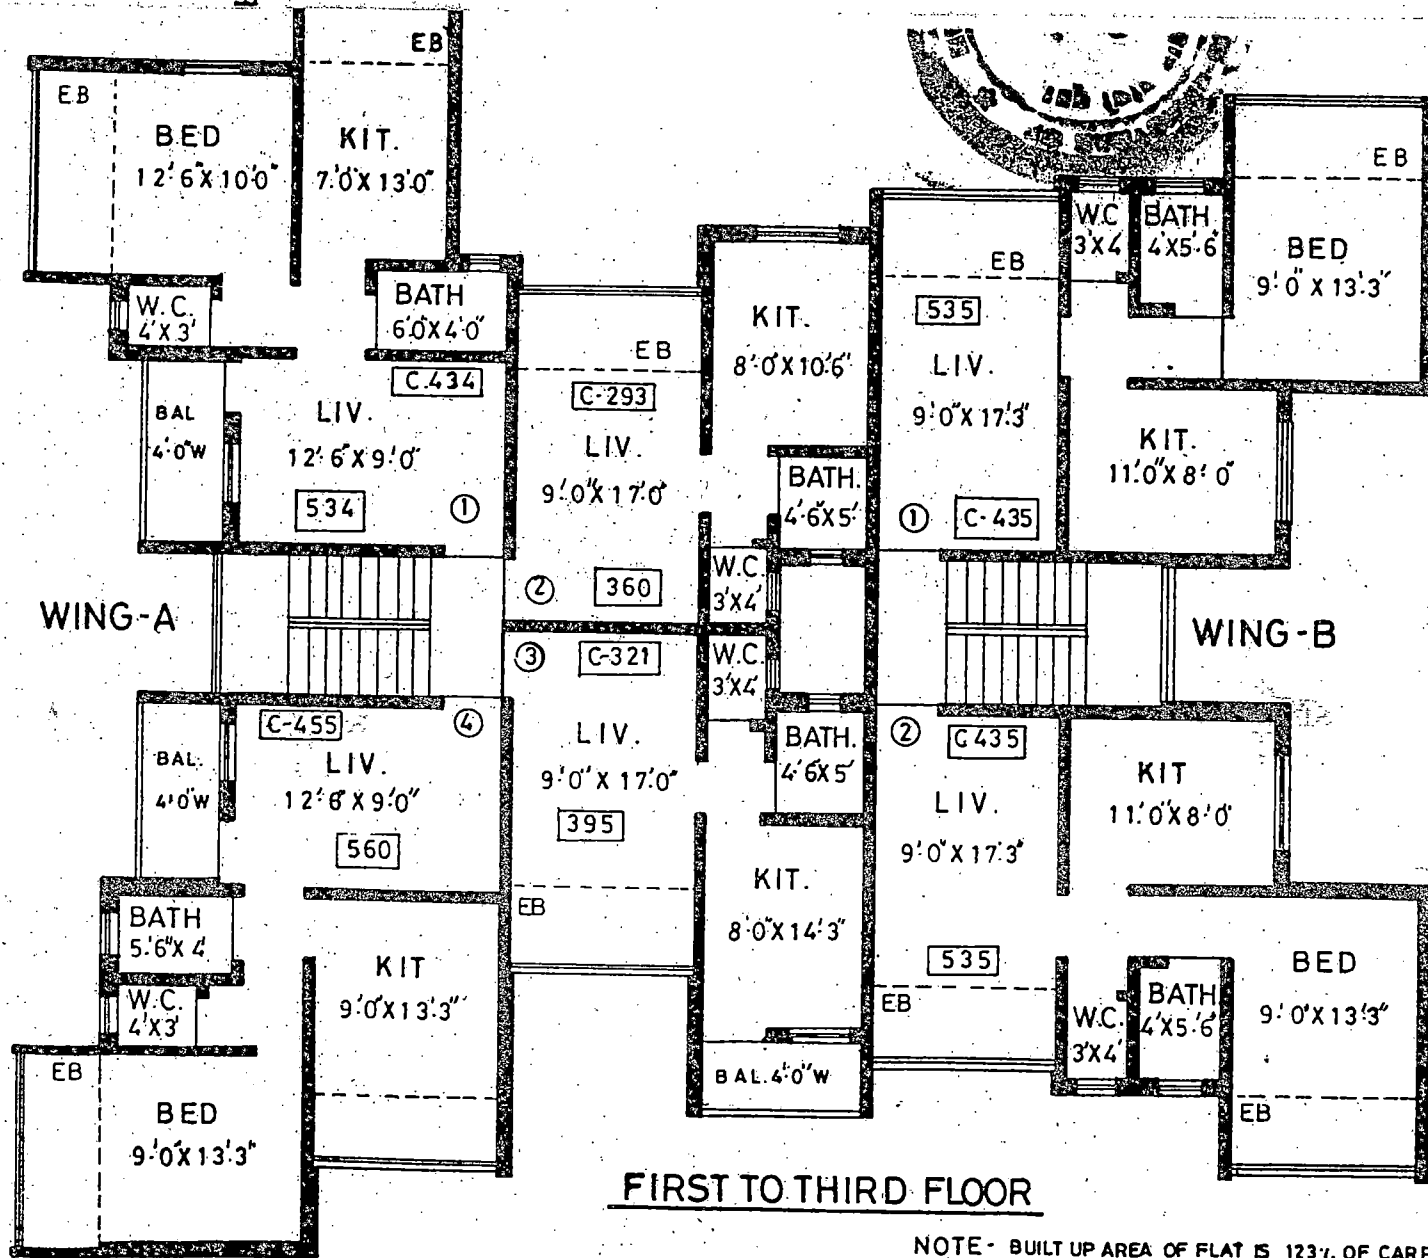 EB
EB
BED
12'6"X10'0"
KIT.
7'.0"X13'.0"
W.C.
4'X3'
BATH
6'.0"X4'.0"
C.434
BAL
4'.0"W
LIV.
12'.6"X9'.0"
534
①
EB
C-293
LIV.
9'.0"X17'.0"
②
360
KIT.
8'.0"X10'.6"
BATH.
4'.6"X5'
W.C
3'X4'
EB
535
LIV.
9'.0"X17'.3"
①
C-435
W.C
3'X4'
BATH
4'X5'.6"
EB
BED
9'.0"X13'.3"
KIT.
11'.0"X8'.0"
WING-A
WING-B
③
C-321
W.C.
3'X4'
LIV.
9'.0"X17'.0"
395
EB
BATH.
4'.6"X5'
KIT.
8'.0"X14'.3"
BAL.4'.0"W
C-455
④
BAL.
4'.0"W
LIV.
12'.6"X9'.0"
560
BATH
5'.6"X4'
W.C.
4'X3'
KIT
9'.0"X13'.3"
EB
BED
9'.0"X13'.3"
②
C435
LIV.
9'.0"X17'.3"
535
EB
KIT
11'.0"X8'.0"
W.C.
3'X4'
BATH
4'X5'.6"
BED
9'.0"X13'.3"
EB
FIRST TO THIRD FLOOR
NOTE- BUILT UP AREA OF FLAT IS 123% OF